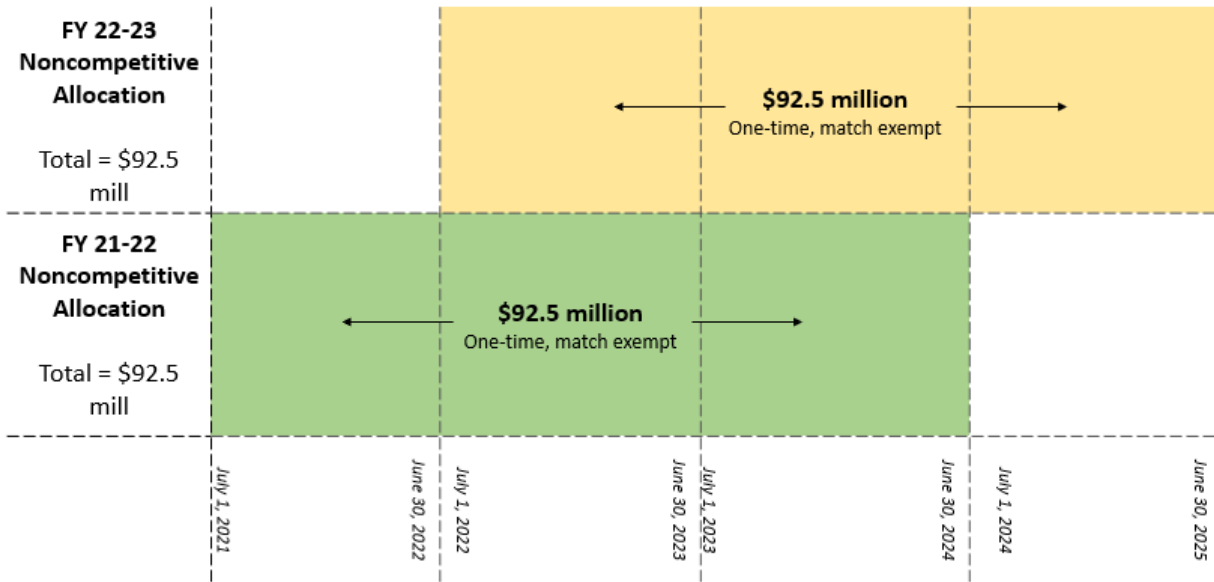 FY 22-23
Noncompetitive
Allocation
Total = $92.5
mill
$92.5 million
One-time, match exempt
FY 21-22
Noncompetitive
Allocation
Total = $92.5
mill
$92.5 million
One-time, match exempt
July 1, 2021
June 30, 2022
July 1, 2022
June 30, 2023
July 1, 2023
June 30, 2024
July 1, 2024
June 30, 2025